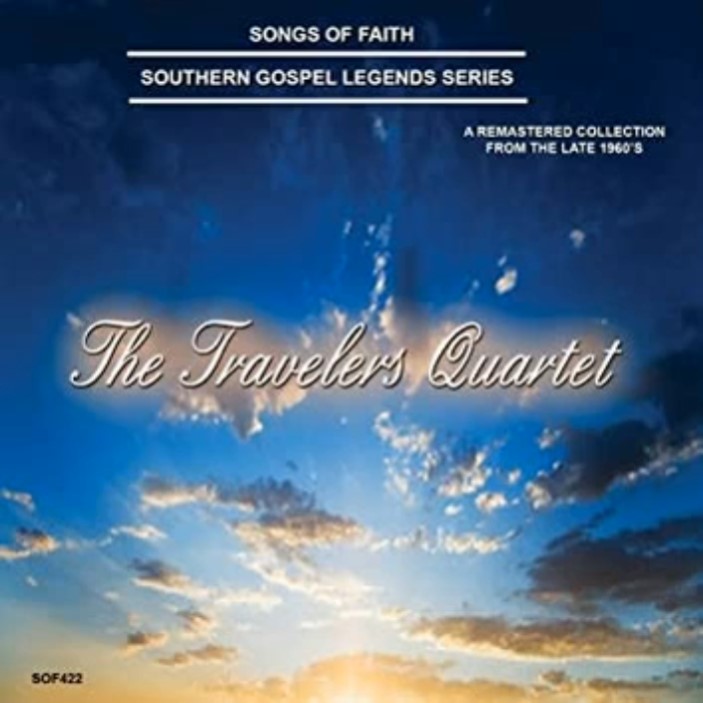 SONGS OF FAITH
SOUTHERN GOSPEL LEGENDS SERIES
A REMASTERED COLLECTION
FROM THE LATE 1960'S
The Travelers Quartet
SOF422